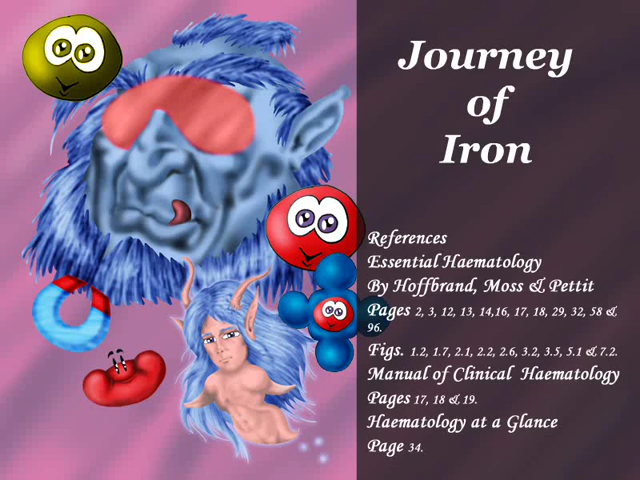 Journey
of
Iron
References
Essential Haematology
By Hoffbrand, Moss & Pettit
Pages 2, 3, 12, 13, 14,16, 17, 18, 29, 32, 58 &
96.
Figs. 1.2, 1.7, 2.1, 2.2, 2.6, 3.2, 3.5, 5.1 & 7.2.
Manual of Clinical Haematology
Pages 17, 18 & 19.
Haematology at a Glance
Page 34.